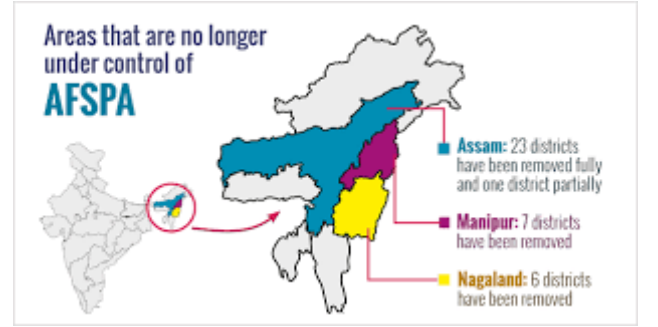 Areas that are no longer
under control of
AFSPA
Assam: 23 districts
have been removed fully
and one district partially
Manipur: 7 districts
have been removed
Nagaland: 6 districts
have been removed